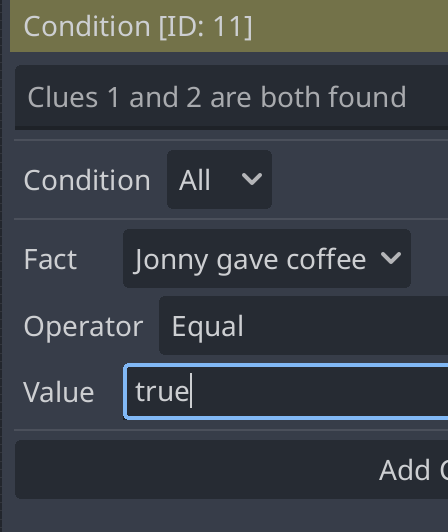 Condition [ID: 11]
Clues 1 and 2 are both found
Condition All
Fact Jonny gave coffee
Operator Equal
Value true
Add